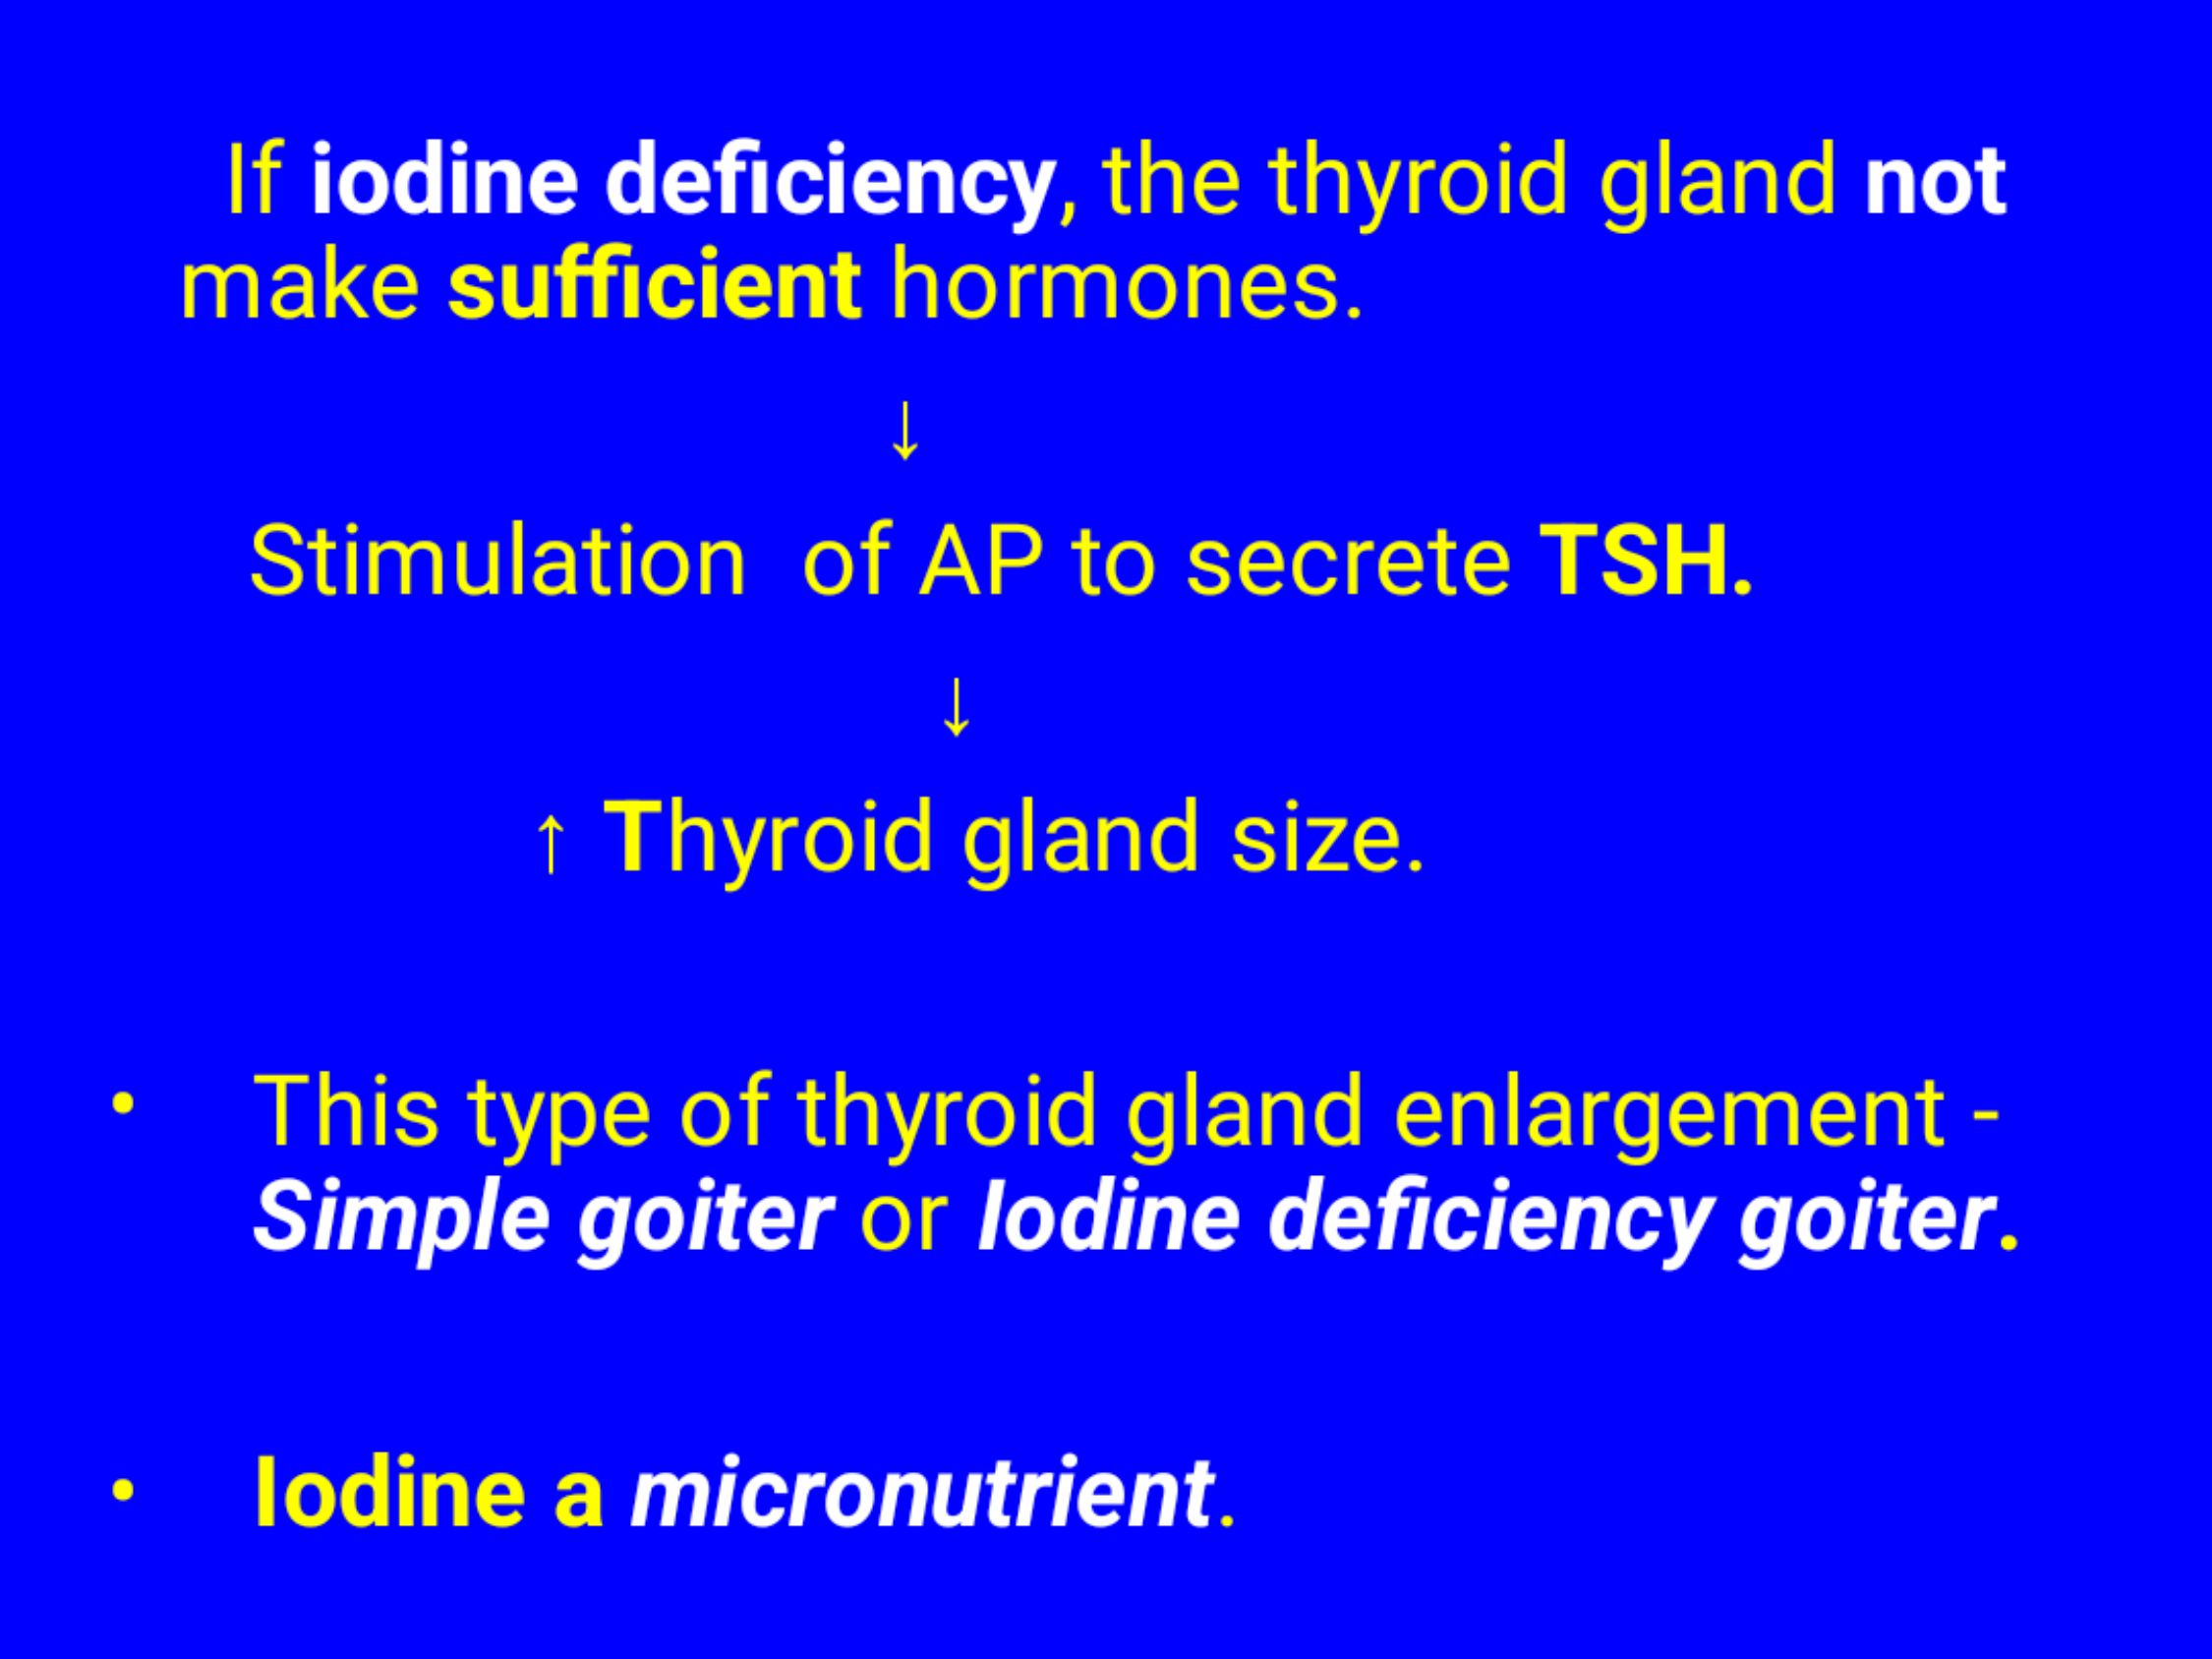 If iodine deficiency, the thyroid gland not
make sufficient hormones.
↓
Stimulation  of AP to secrete TSH.
↓
↑ Thyroid gland size.
• This type of thyroid gland enlargement -
Simple goiter or Iodine deficiency goiter.
• Iodine a micronutrient.